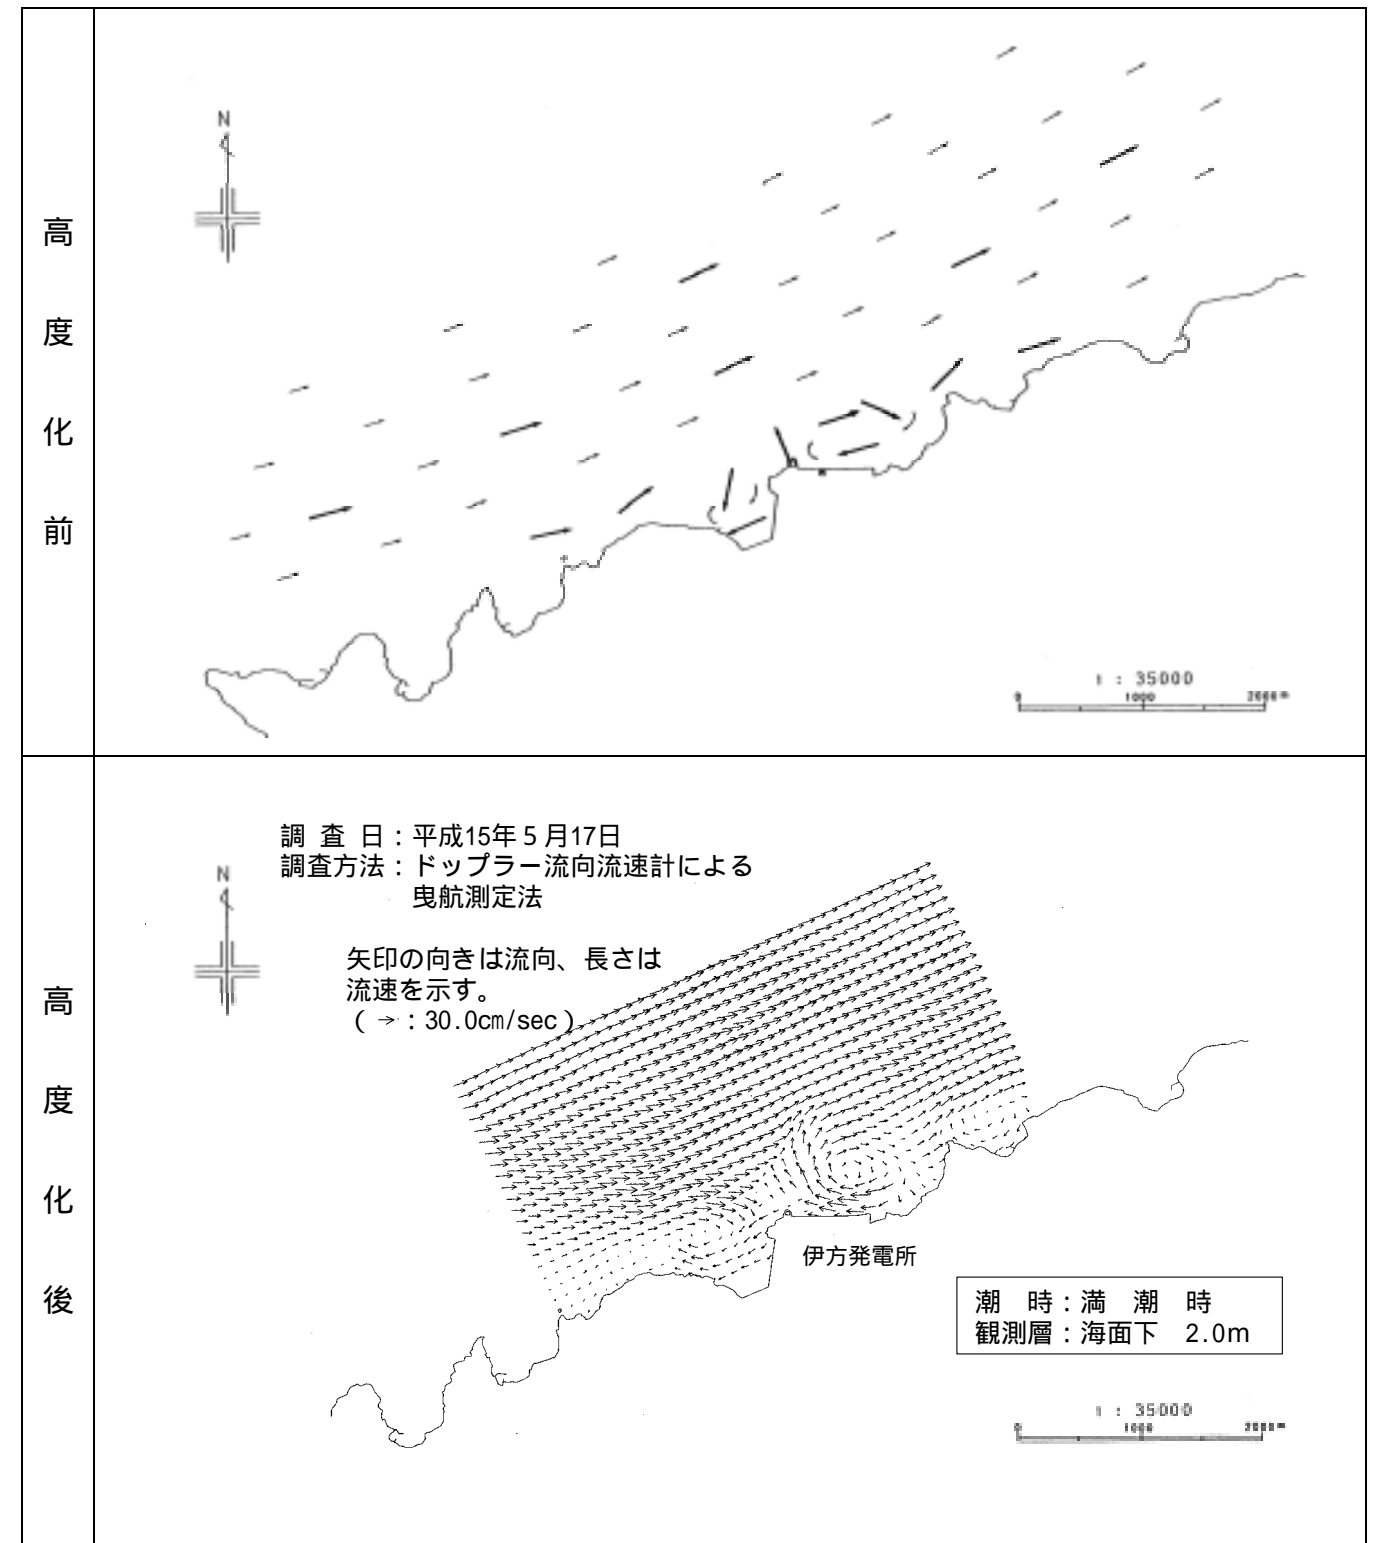 高度化前
N
1 : 35000
0 1000 2000m
高度化後
調 査 日：平成15年５月17日
調査方法：ドップラー流向流速計による
曳航測定法
N
矢印の向きは流向、長さは
流速を示す。
（→：30.0cm/sec）
伊方発電所
潮　時：満　潮　時
観測層：海面下　2.0m
1 : 35000
0 1000 2000m